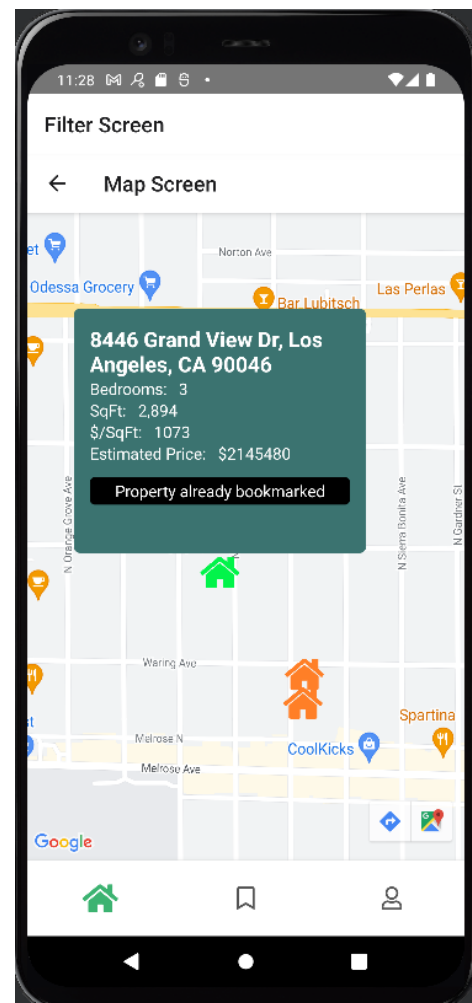 11:28
Filter Screen
Map Screen
et
Norton Ave
Odessa Grocery
Las Perlas
Bar Lubitsch
8446 Grand View Dr, Los
Angeles, CA 90046
Bedrooms: 3
SqFt: 2,894
$/SqFt: 1073
Estimated Price: $2145480
Property already bookmarked
N Orange Grove Ave
N Sierra Bonita Ave
N Gardner St
Waring Ave
Spartina
st
Melrose N
CoolKicks
Melrose Ave
Google